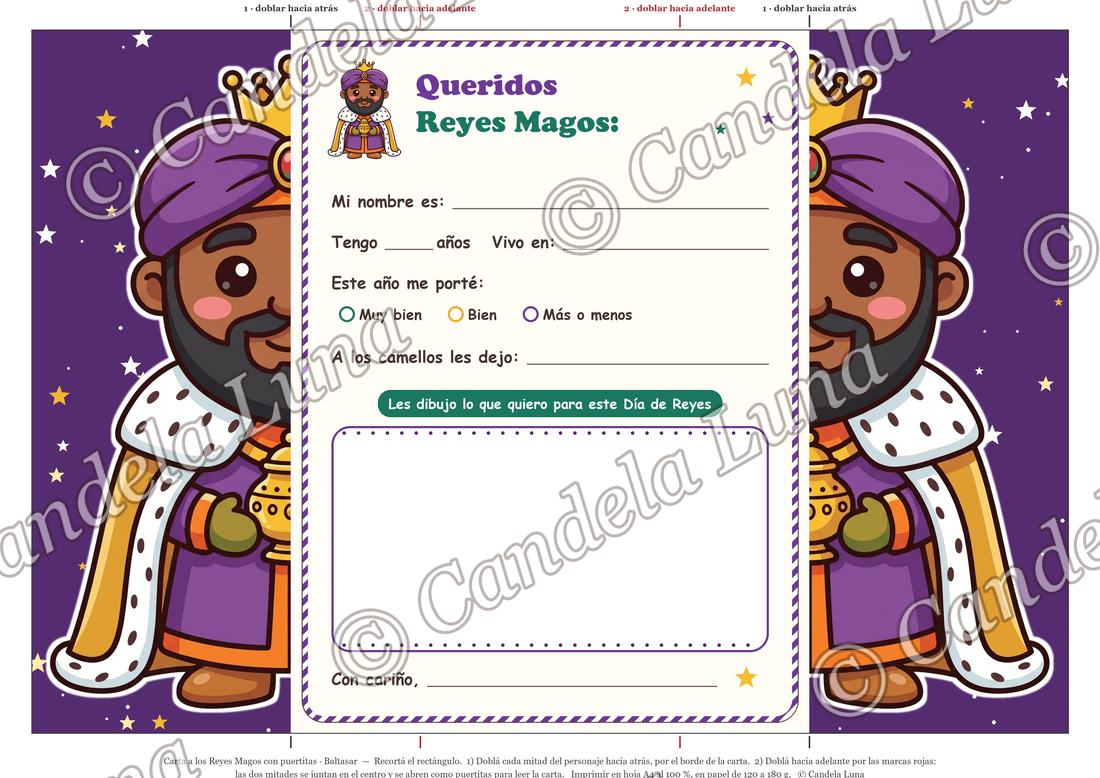 1 · doblar hacia atrás 2 · doblar hacia adelante 2 · doblar hacia adelante 1 · doblar hacia atrás
Queridos
Reyes Magos:
Mi nombre es:
Tengo ______ años Vivo en:
Este año me porté:
Muy bien Bien Más o menos
A los camellos les dejo:
Les dibujo lo que quiero para este Día de Reyes
Con cariño,
Carta a los Reyes Magos con puertitas · Baltasar — Recortá el rectángulo. 1) Doblá cada mitad del personaje hacia atrás, por el borde de la carta. 2) Doblá hacia adelante por las marcas rojas:
las dos mitades se juntan en el centro y se abren como puertitas para leer la carta. Imprimir en hoja A4 al 100 %, en papel de 120 a 180 g. © Candela Luna
© Candela Luna
© Candela Luna
© Candela Luna